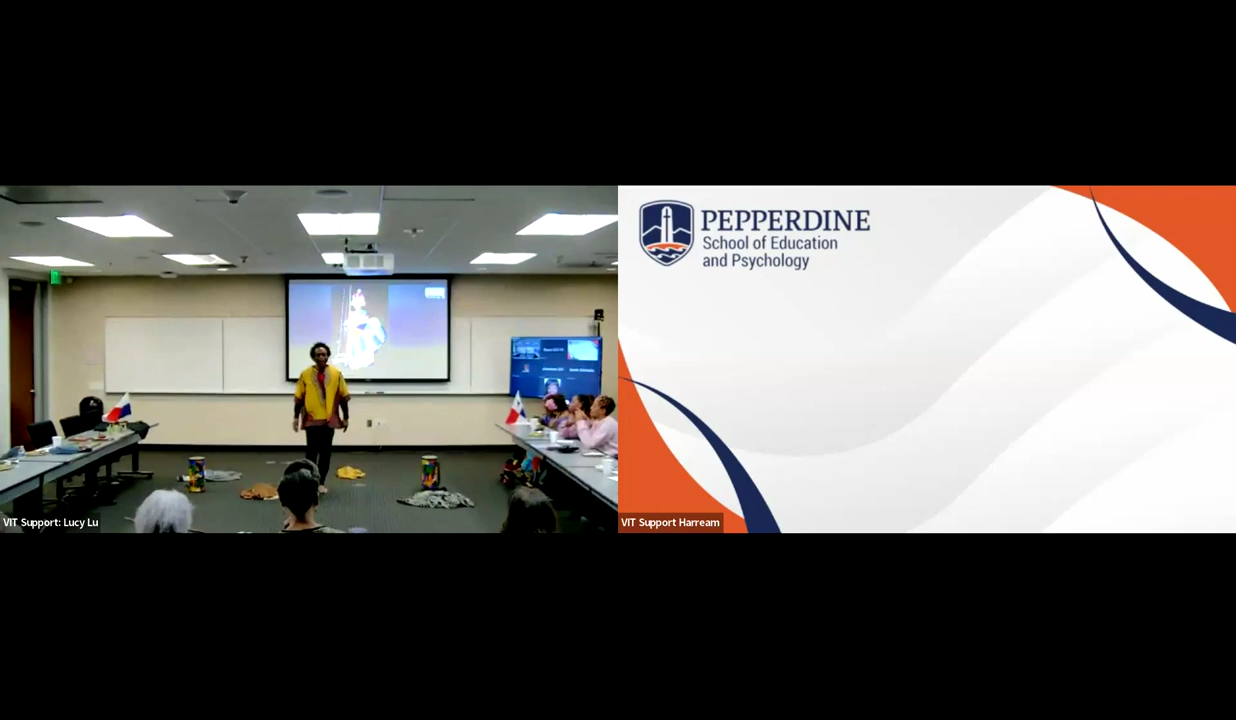 PEPPERDINE
School of Education
and Psychology
VIT Support: Lucy Lu
VIT Support Harream